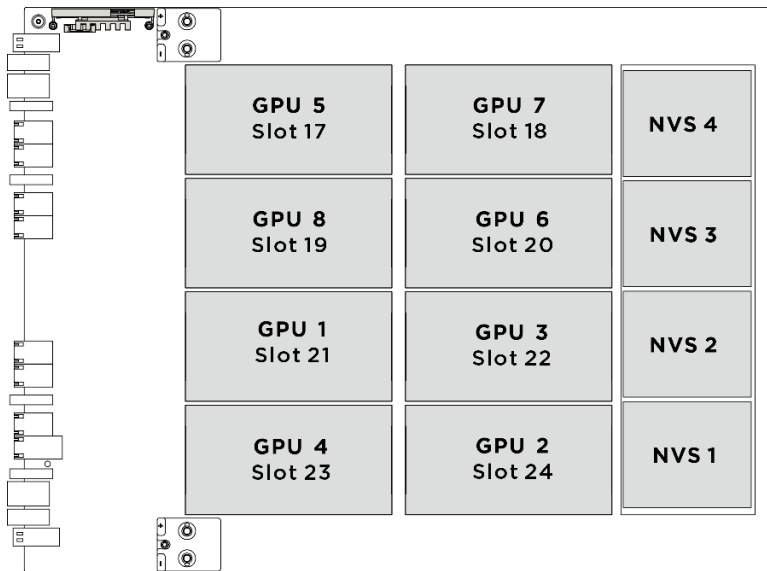 GPU 5
Slot 17
GPU 7
Slot 18
NVS 4
GPU 8
Slot 19
GPU 6
Slot 20
NVS 3
GPU 1
Slot 21
GPU 3
Slot 22
NVS 2
GPU 4
Slot 23
GPU 2
Slot 24
NVS 1